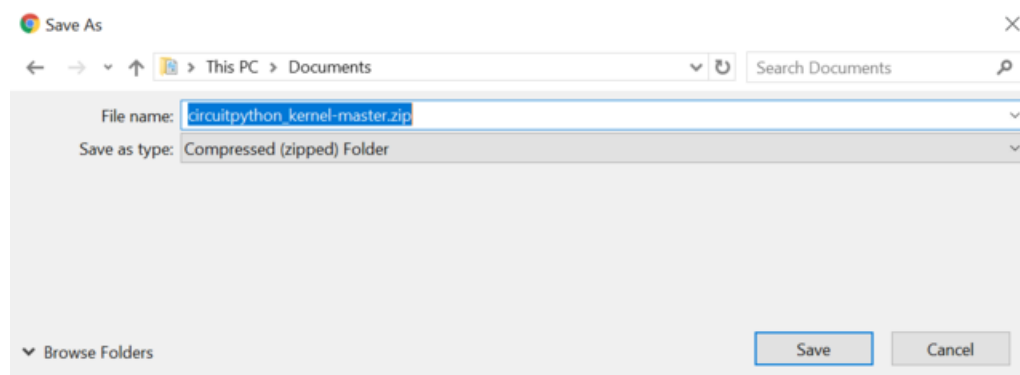 Save As
This PC > Documents
Search Documents
File name: circuitpython_kernel-master.zip
Save as type: Compressed (zipped) Folder
Browse Folders
Save
Cancel